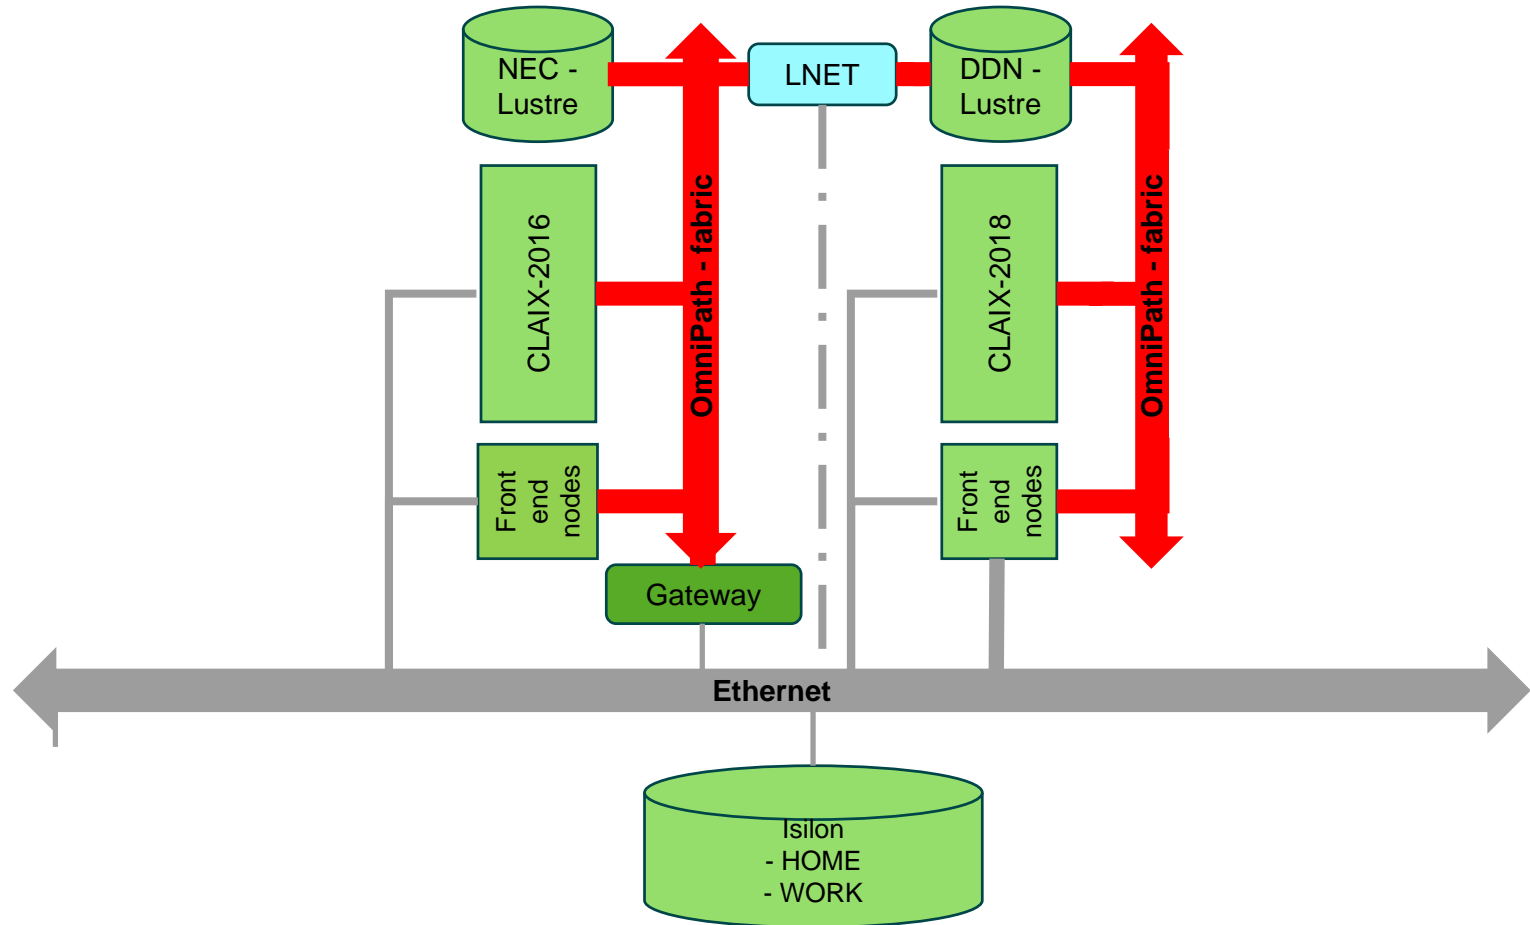 NEC -
Lustre
LNET
DDN -
Lustre
CLAIX-2016
OmniPath - fabric
CLAIX-2018
OmniPath - fabric
Front
end
nodes
Front
end
nodes
Gateway
Ethernet
Isilon
- HOME
- WORK